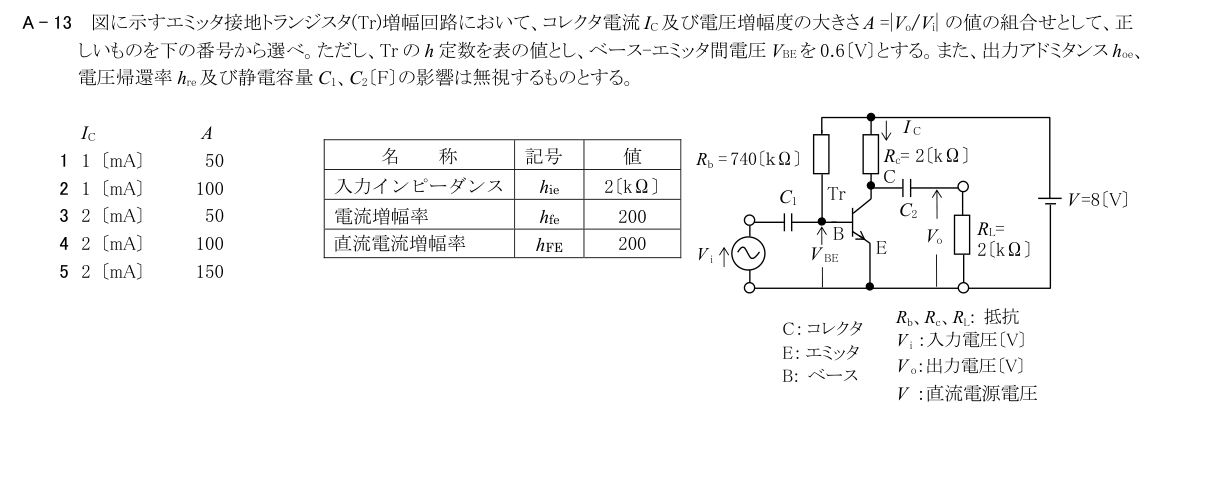 A－13　図に示すエミッタ接地トランジスタ(Tr)増幅回路において、コレクタ電流 IC 及び電圧増幅度の大きさ A＝|Vo/Vi| の値の組合せとして、正
しいものを下の番号から選べ。ただし、Tr の h 定数を表の値とし、ベース－エミッタ間電圧 VBE を 0.6〔V〕とする。また、出力アドミタンス hoe、
電圧帰還率 hre 及び静電容量 C1、C2〔F〕の影響は無視するものとする。
IC　A
1　1〔mA〕　50
2　1〔mA〕　100
3　2〔mA〕　50
4　2〔mA〕　100
5　2〔mA〕　150
名　称　記号　値
入力インピーダンス　hie　2〔kΩ〕
電流増幅率　hfe　200
直流電流増幅率　hFE　200
IC
Rb＝740〔kΩ〕
Rc＝2〔kΩ〕
C
Tr
C1
C2
V=8〔V〕
B
E
VBE
Vi
Vo
RL=
2〔kΩ〕
C：コレクタ
E：エミッタ
B：ベース
Rb、Rc、RL：抵抗
Vi：入力電圧〔V〕
Vo：出力電圧〔V〕
V：直流電源電圧